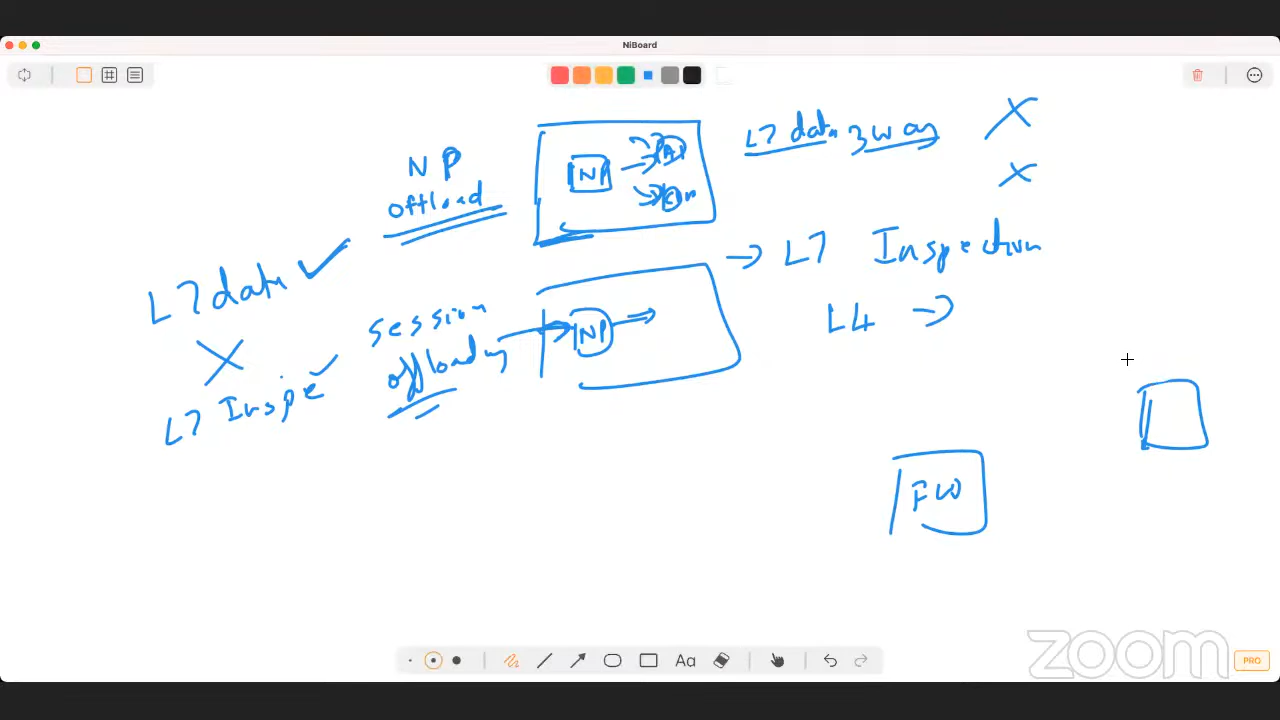 NiBoard
L7 data 3 way
NP
offload
NP
L7 Inspection
L7 data
L4
session
offloading
NP
L7 Inspe
FW
Aa
zoom
PRO